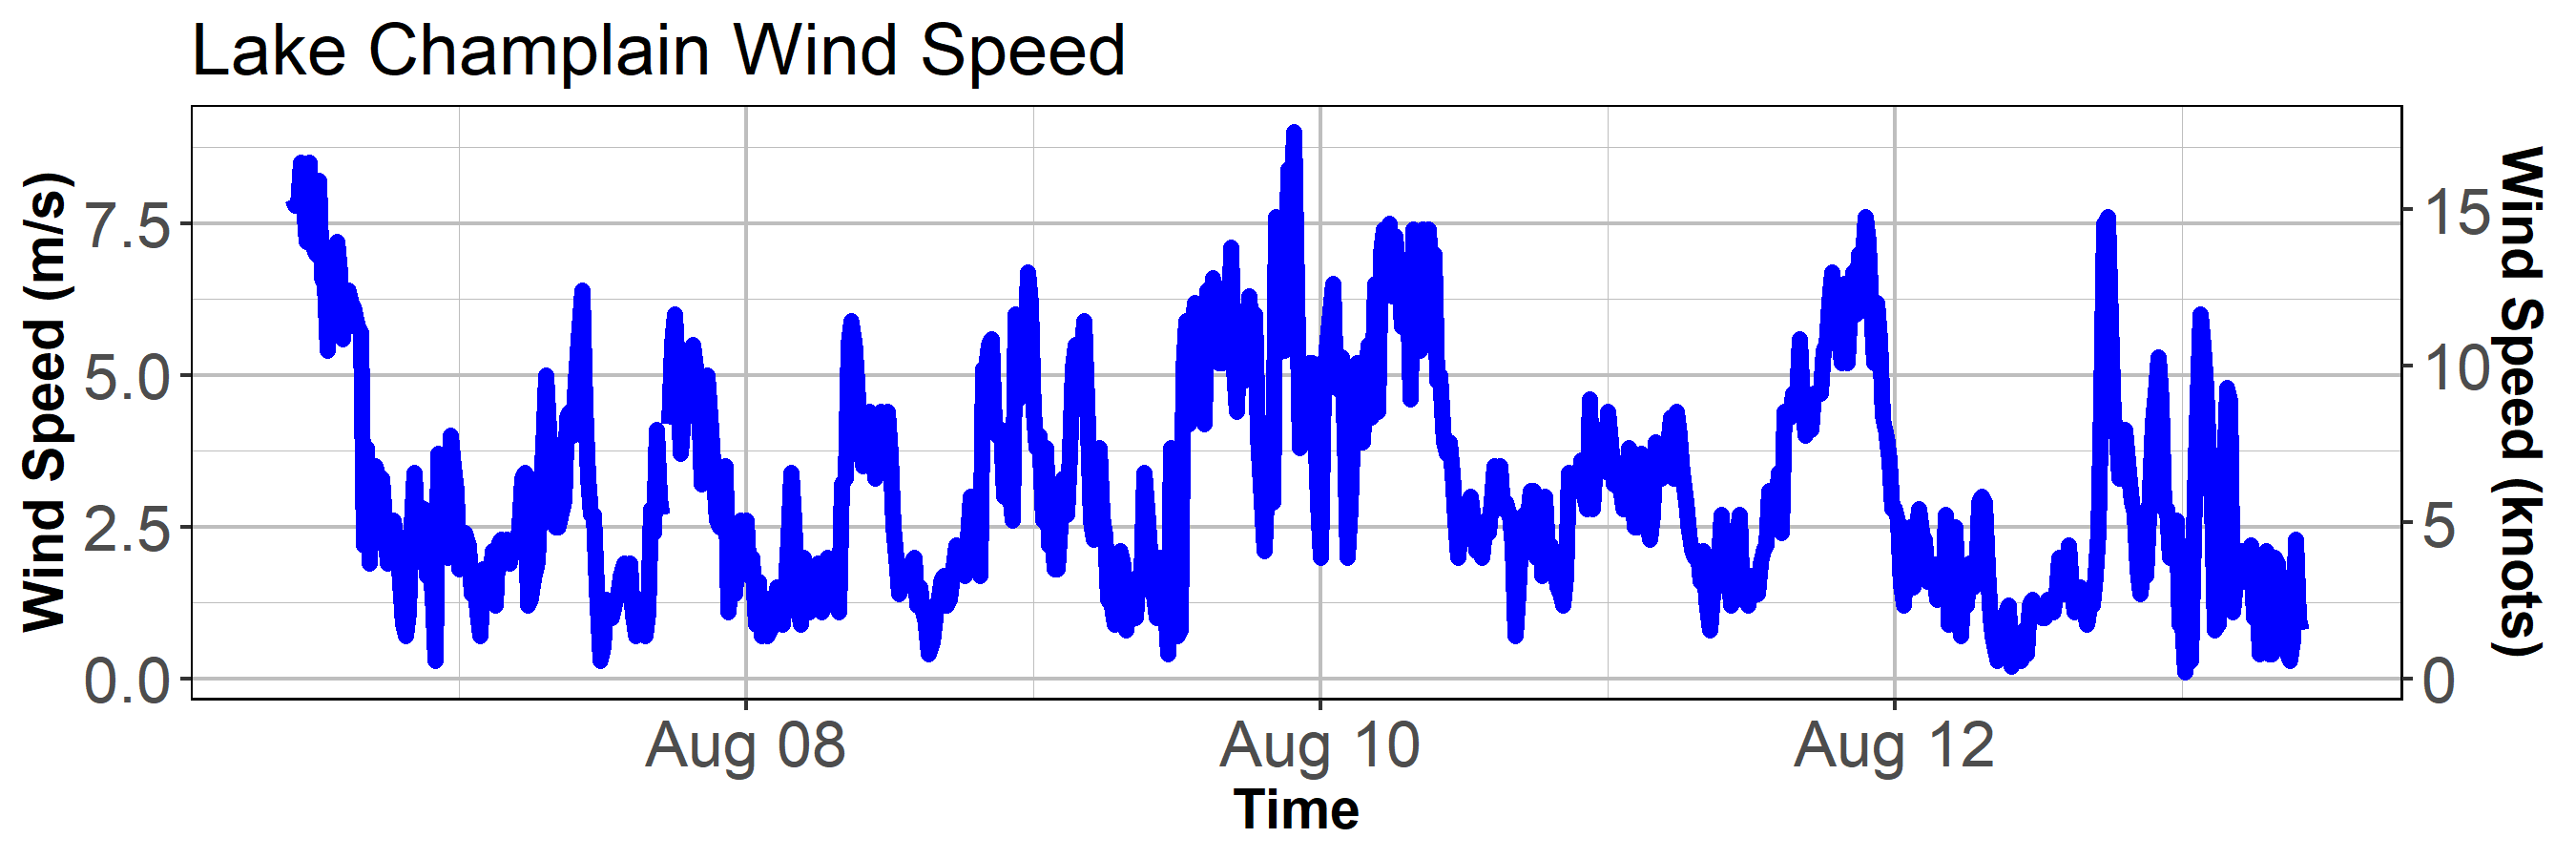 Lake Champlain Wind Speed
Wind Speed (m/s)
7.5
5.0
2.5
0.0
15
10
5
0
Wind Speed (knots)
Aug 08
Aug 10
Aug 12
Time